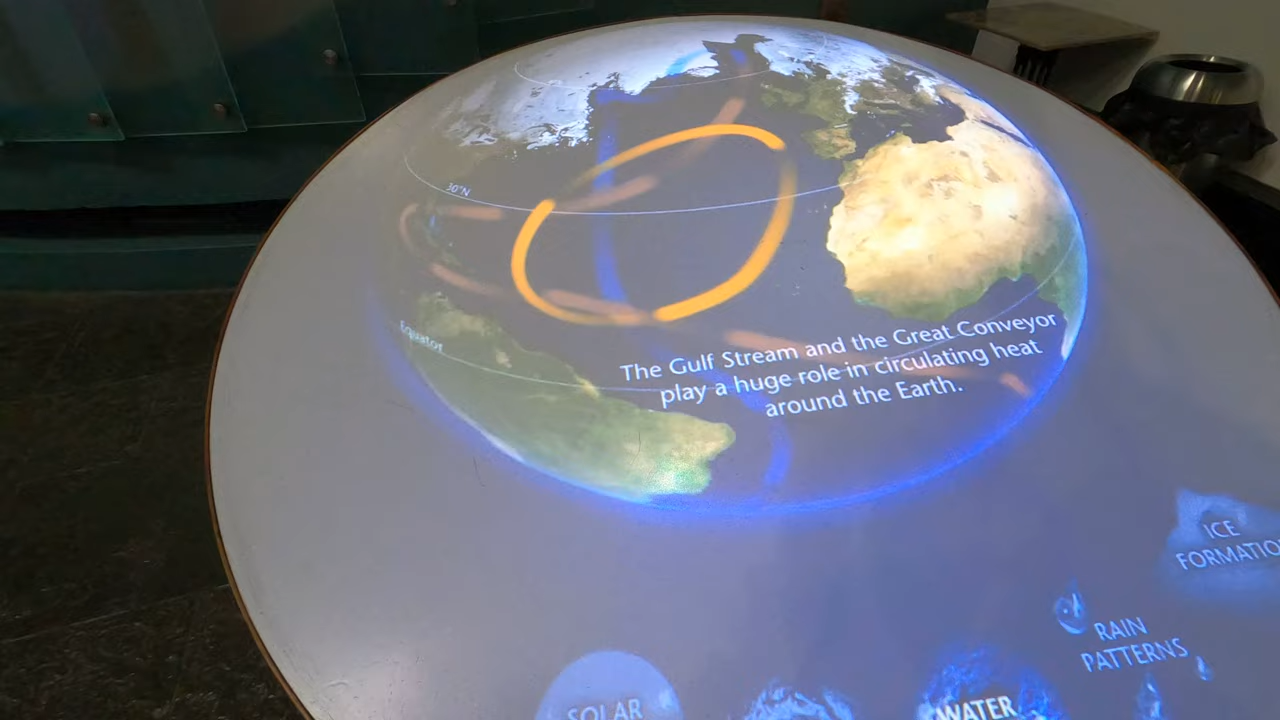 30°N
Equator
The Gulf Stream and the Great Conveyor
play a huge role in circulating heat
around the Earth.
ICE
FORMATIO
RAIN
PATTERNS
SOLAR
WATER